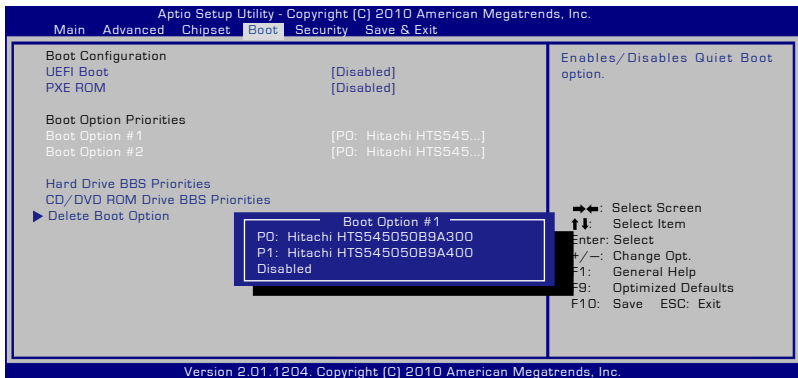 Aptio Setup Utility - Copyright (C) 2010 American Megatrends, Inc.
Main Advanced Chipset Boot Security Save & Exit
Boot Configuration
UEFI Boot [Disabled]
PXE ROM [Disabled]
Boot Option Priorities
Boot Option #1 [P0: Hitachi HTS545...]
Boot Option #2 [P0: Hitachi HTS545...]
Hard Drive BBS Priorities
CD/DVD ROM Drive BBS Priorities
Delete Boot Option
Boot Option #1
P0: Hitachi HTS545050B9A300
P1: Hitachi HTS545050B9A400
Disabled
Enables/Disables Quiet Boot
option.
→←: Select Screen
↑↓: Select Item
Enter: Select
+/—: Change Opt.
F1: General Help
F9: Optimized Defaults
F10: Save ESC: Exit
Version 2.01.1204. Copyright (C) 2010 American Megatrends, Inc.